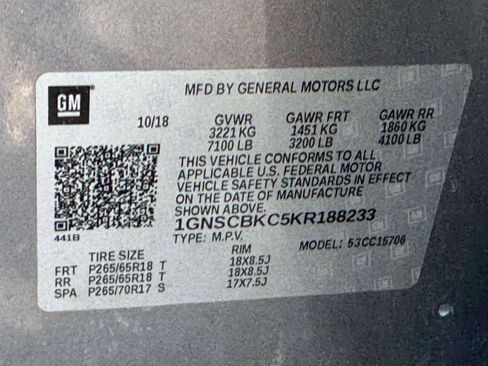 GM
MFD BY GENERAL MOTORS LLC
10/18 GVWR GAWR FRT GAWR RR
3221 KG 1451 KG 1860 KG
7100 LB 3200 LB 4100 LB
THIS VEHICLE CONFORMS TO ALL
APPLICABLE U.S. FEDERAL MOTOR
VEHICLE SAFETY STANDARDS IN EFFECT
ON THE DATE OF MANUFACTURE SHOWN ABOVE.
1GNSCBKC5KR188233
441B
TYPE: M.P.V. MODEL: 53CC15706
TIRE SIZE RIM
FRT P265/65R18 T 18X8.5J
RR P265/65R18 T 18X8.5J
SPA P265/70R17 S 17X7.5J